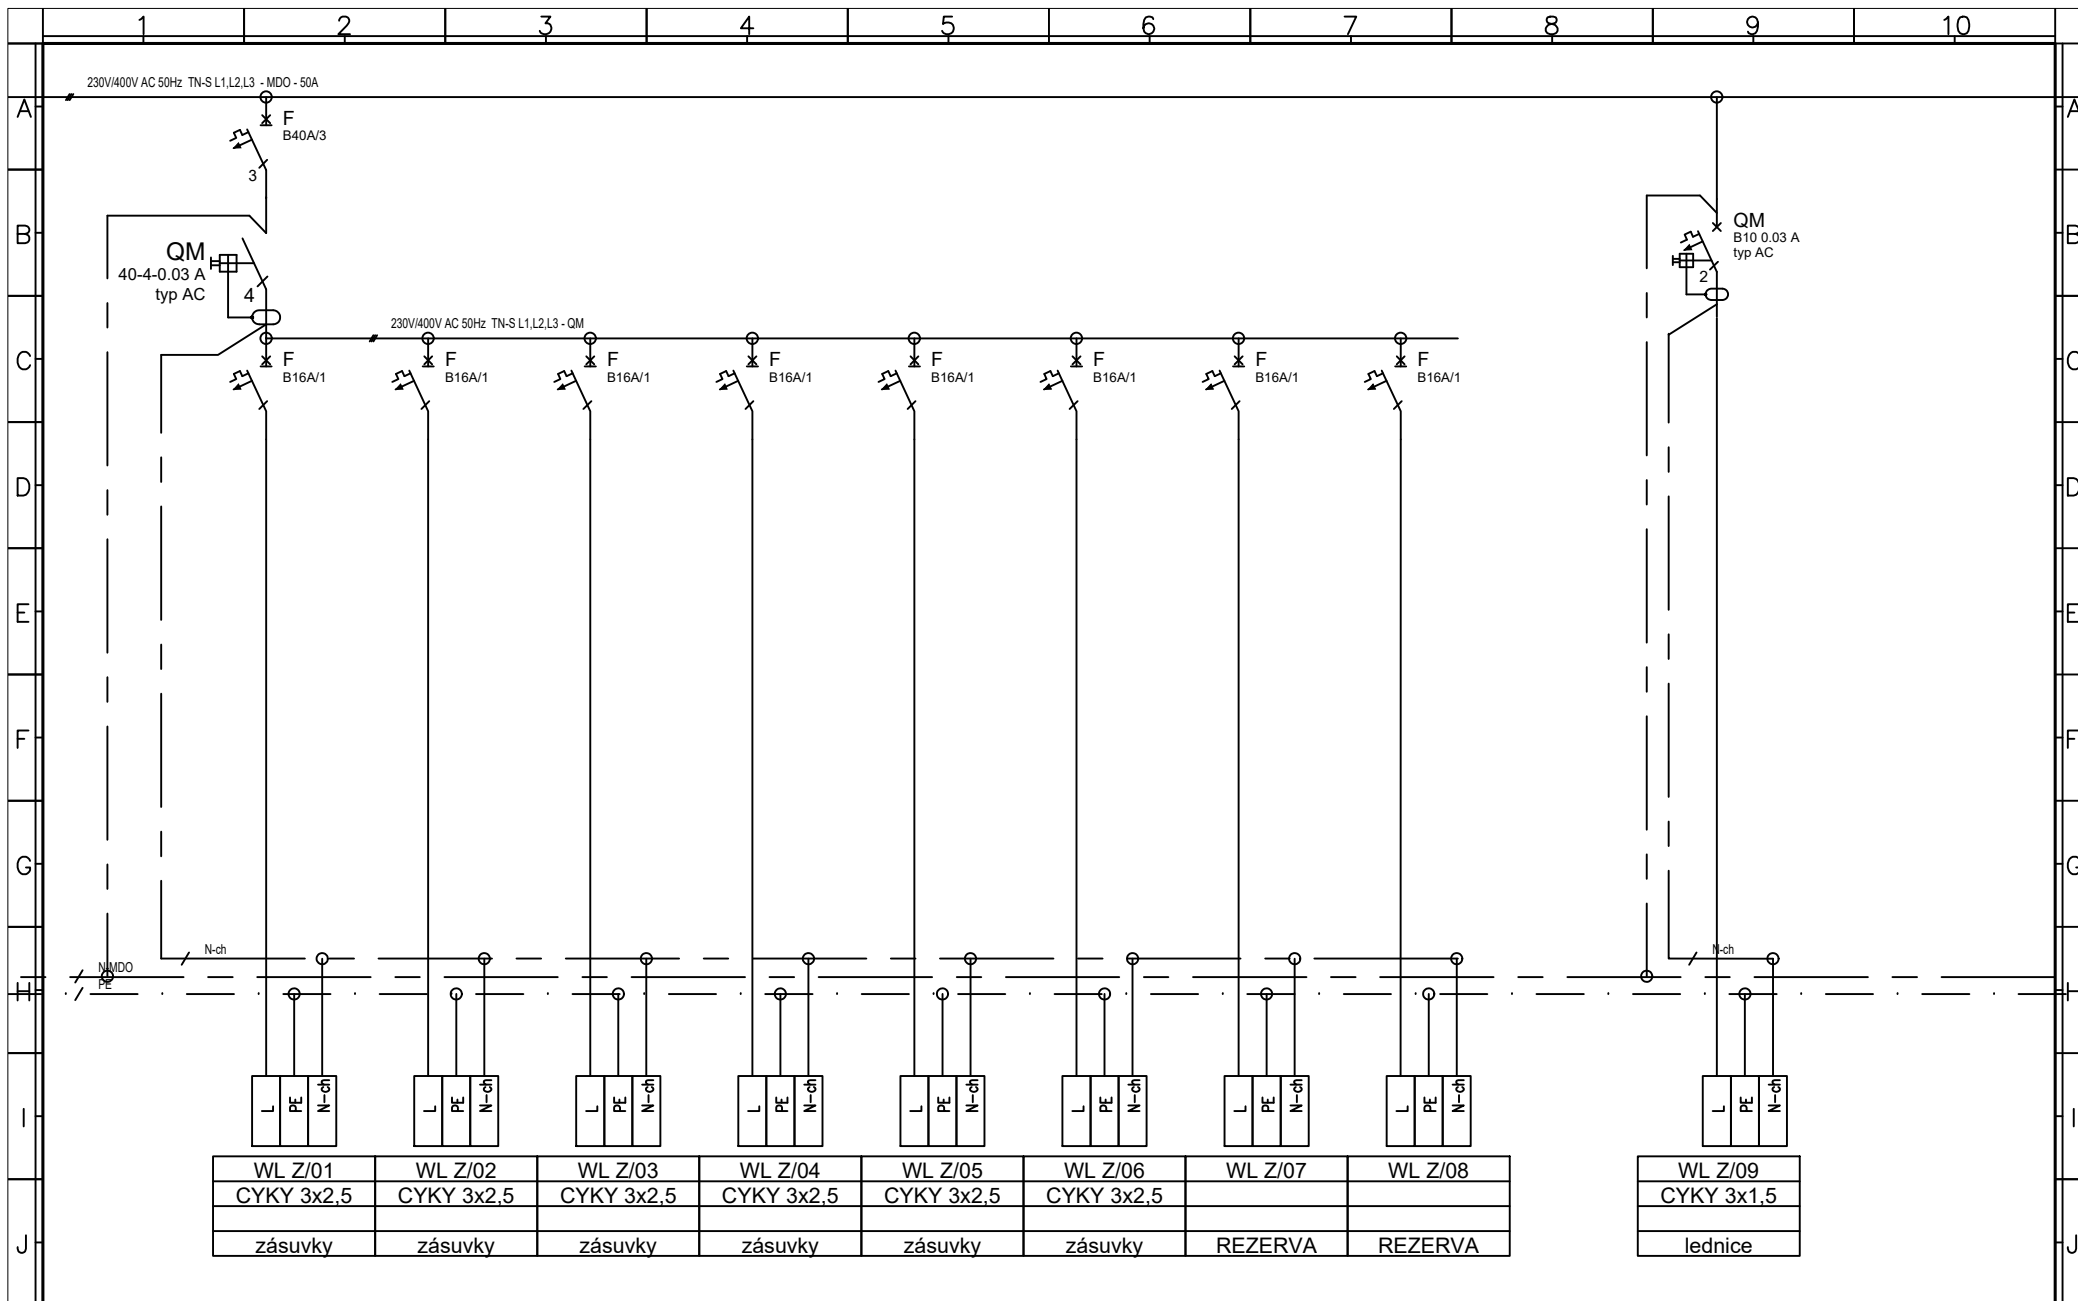 1 2 3 4 5 6 7 8 9 10
230V/400V AC 50Hz TN-S L1,L2,L3 - MDO - 50A
A A
F
B40A/3
3
QM
B10 0.03 A
typ AC
2
B B
QM
40-4-0.03 A
typ AC
4
230V/400V AC 50Hz TN-S L1,L2,L3 - QM
C C
F F F F F F F F
B16A/1 B16A/1 B16A/1 B16A/1 B16A/1 B16A/1 B16A/1 B16A/1
D D
E E
F F
G G
N-ch N-ch
N-MDO
PE
H H
L PE N-ch L PE N-ch L PE N-ch L PE N-ch L PE N-ch L PE N-ch L PE N-ch L PE N-ch L PE N-ch
I I
WL Z/01 WL Z/02 WL Z/03 WL Z/04 WL Z/05 WL Z/06 WL Z/07 WL Z/08 WL Z/09
CYKY 3x2,5 CYKY 3x2,5 CYKY 3x2,5 CYKY 3x2,5 CYKY 3x2,5 CYKY 3x2,5 CYKY 3x1,5
J J
zásuvky zásuvky zásuvky zásuvky zásuvky zásuvky REZERVA REZERVA lednice